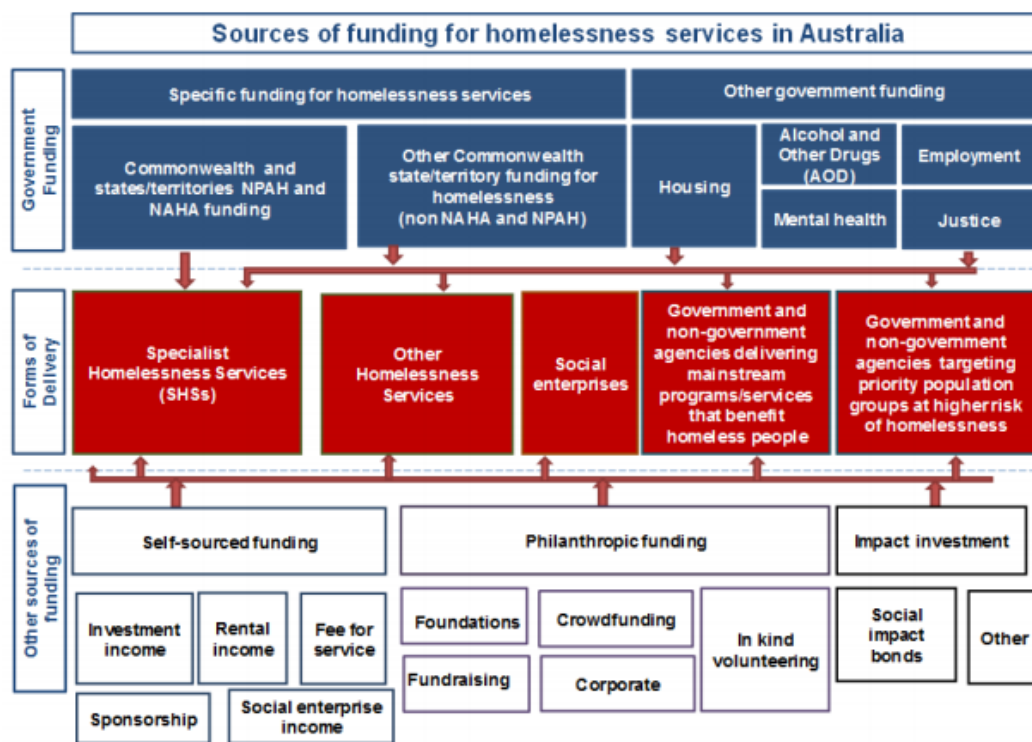 Sources of funding for homelessness services in Australia
Government
Funding
Specific funding for homelessness services
Other government funding
Commonwealth and
states/territories NPAH and
NAHA funding
Other Commonwealth
state/territory funding for
homelessness
(non NAHA and NPAH)
Housing
Alcohol and
Other Drugs
(AOD)
Employment
Mental health
Justice
Forms of
Delivery
Specialist
Homelessness Services
(SHSs)
Other
Homelessness
Services
Social
enterprises
Government and
non-government
agencies delivering
mainstream
programs/services
that benefit
homeless people
Government and
non-government
agencies targeting
priority population
groups at higher risk
of homelessness
Other sources of
funding
Self-sourced funding
Philanthropic funding
Impact investment
Investment
income
Rental
income
Fee for
service
Sponsorship
Social enterprise
income
Foundations
Crowdfunding
Fundraising
Corporate
In kind
volunteering
Social
impact
bonds
Other